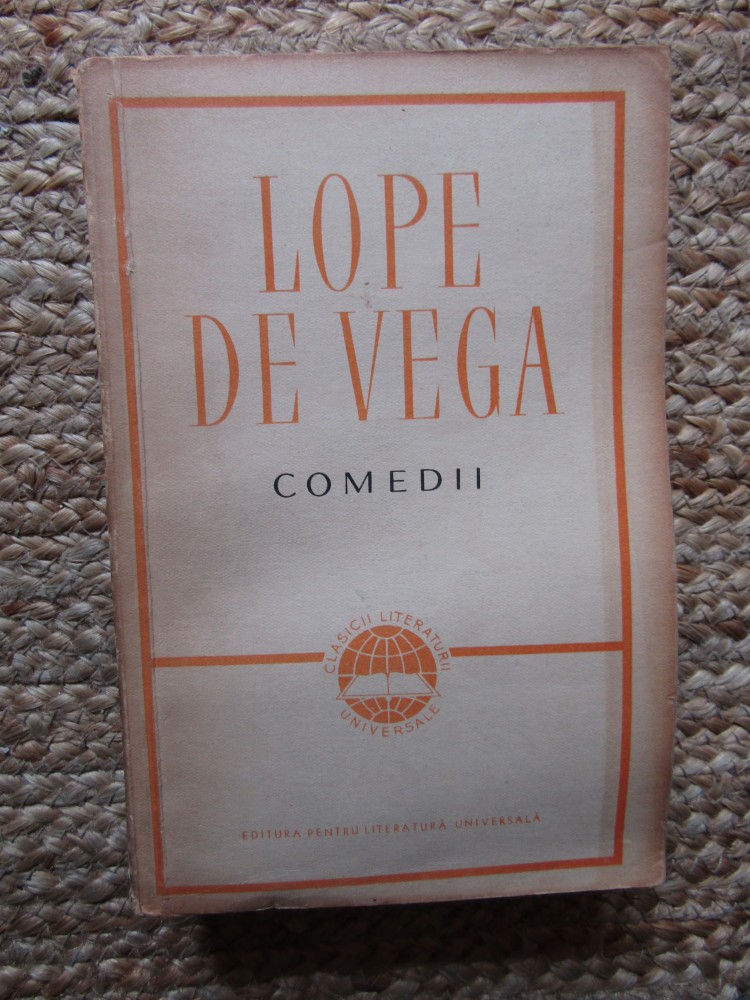 LOPE
DE VEGA
COMEDII
CLASICII LITERATURII
UNIVERSALE
EDITURA PENTRU LITERATURĂ UNIVERSALĂ